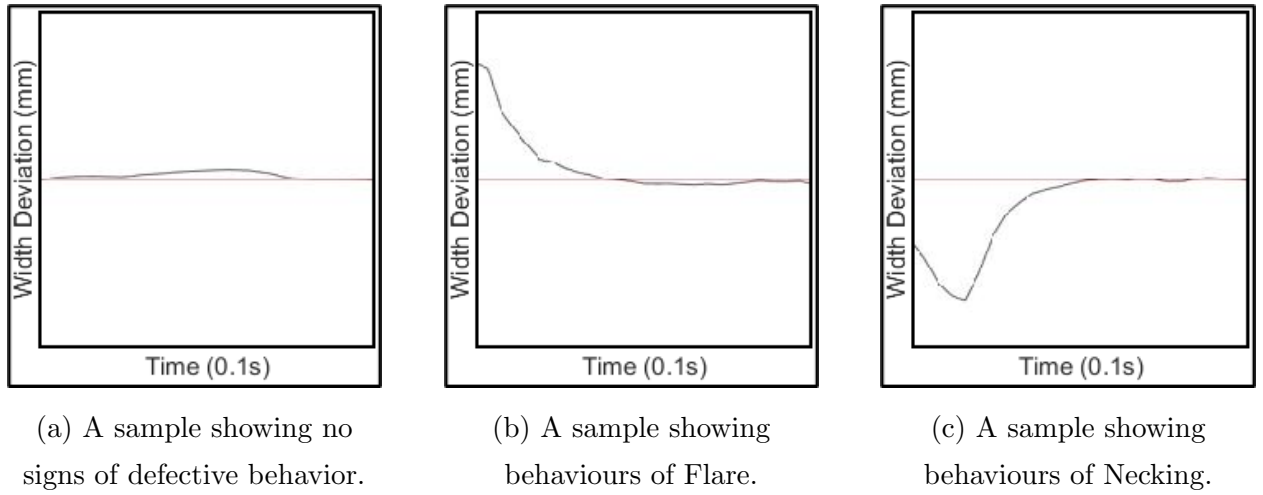 Width Deviation (mm)
Time (0.1s)
(a) A sample showing no
signs of defective behavior.
Width Deviation (mm)
Time (0.1s)
(b) A sample showing
behaviours of Flare.
Width Deviation (mm)
Time (0.1s)
(c) A sample showing
behaviours of Necking.